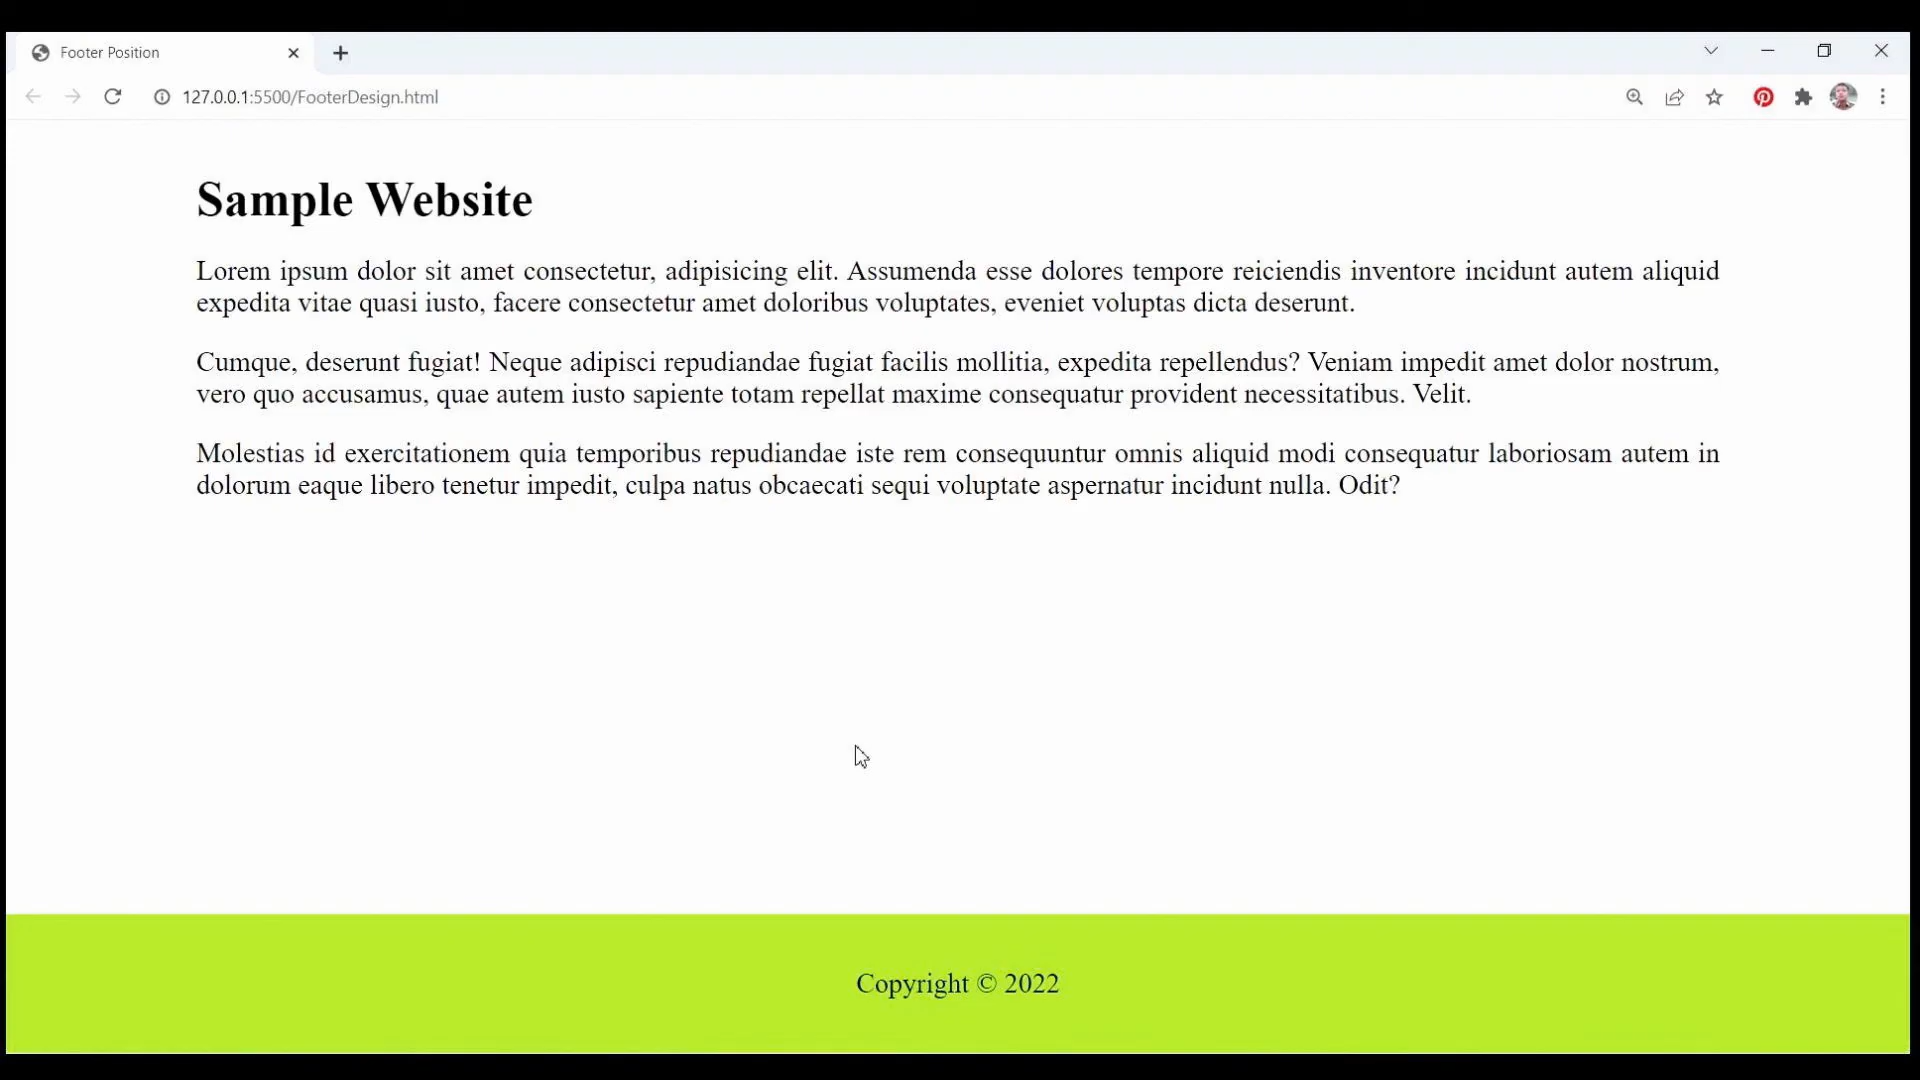 Footer Position
127.0.0.1:5500/FooterDesign.html
Sample Website
Lorem ipsum dolor sit amet consectetur, adipisicing elit. Assumenda esse dolores tempore reiciendis inventore incidunt autem aliquid
expedita vitae quasi iusto, facere consectetur amet doloribus voluptates, eveniet voluptas dicta deserunt.
Cumque, deserunt fugiat! Neque adipisci repudiandae fugiat facilis mollitia, expedita repellendus? Veniam impedit amet dolor nostrum,
vero quo accusamus, quae autem iusto sapiente totam repellat maxime consequatur provident necessitatibus. Velit.
Molestias id exercitationem quia temporibus repudiandae iste rem consequuntur omnis aliquid modi consequatur laboriosam autem in
dolorum eaque libero tenetur impedit, culpa natus obcaecati sequi voluptate aspernatur incidunt nulla. Odit?
Copyright © 2022